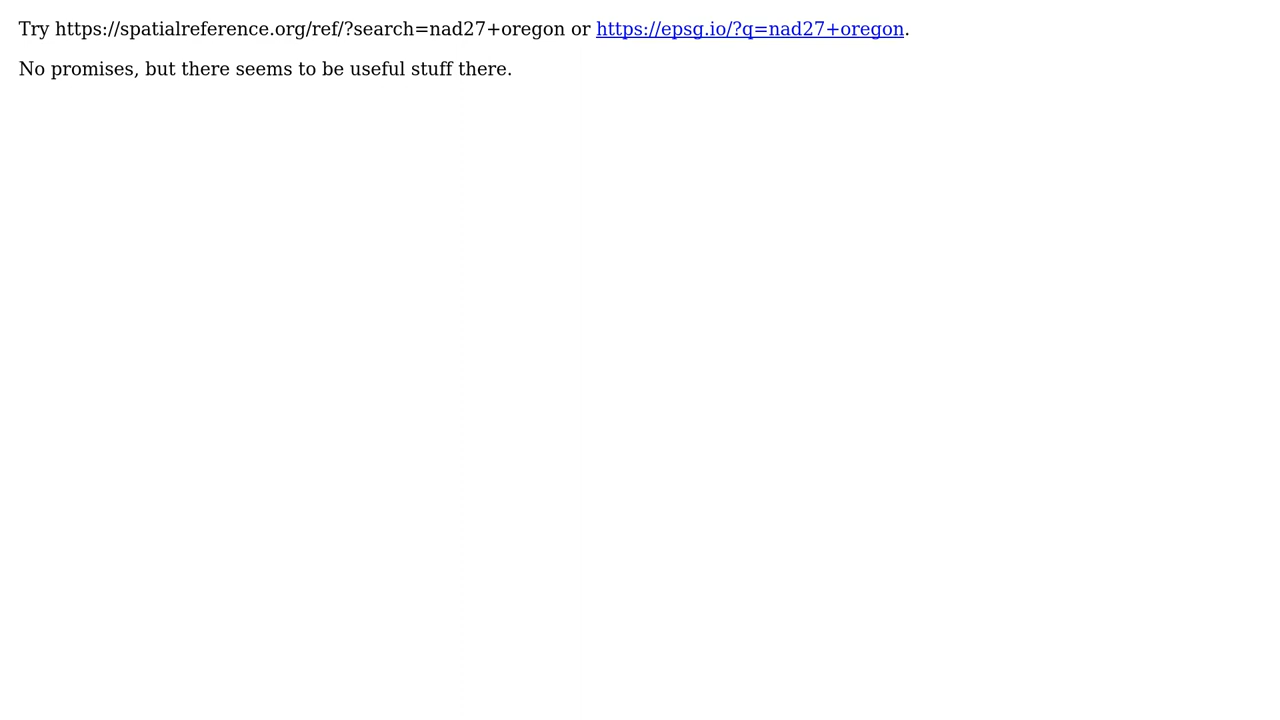 Try https://spatialreference.org/ref/?search=nad27+oregon or https://epsg.io/?q=nad27+oregon.
No promises, but there seems to be useful stuff there.